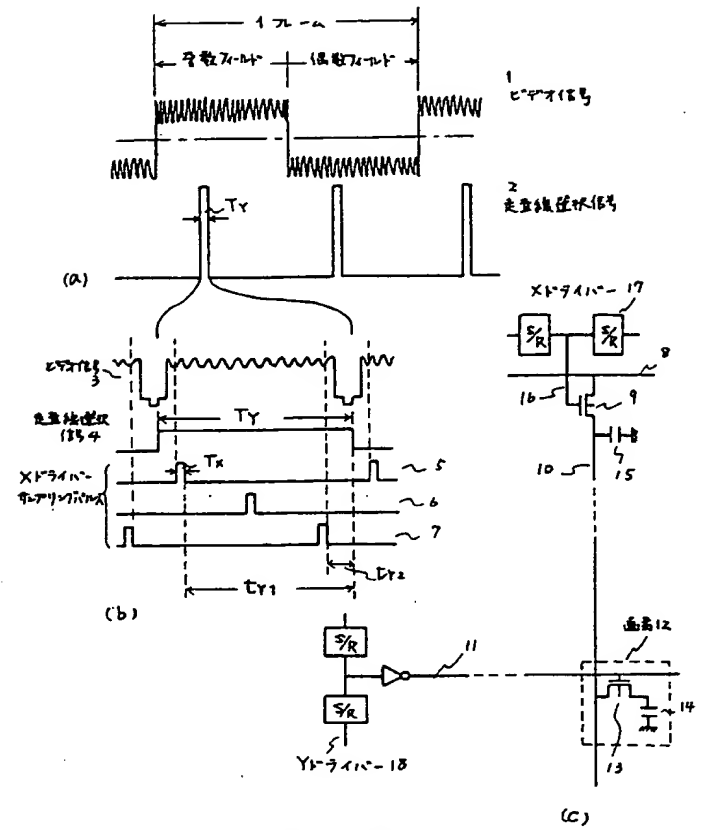 1フレーム
奇数フィールド
偶数フィールド
1
ビデオ信号
2
走査線選択信号
TY
(a)
Xドライバー 17
S/R
S/R
8
16
9
10
15
ビデオ信号
3
走査線選択
信号4
TY
TX
Xドライバー
サンプリングパルス
5
6
7
tY2
tY1
(b)
S/R
11
S/R
Yドライバー18
画素12
14
13
(C)